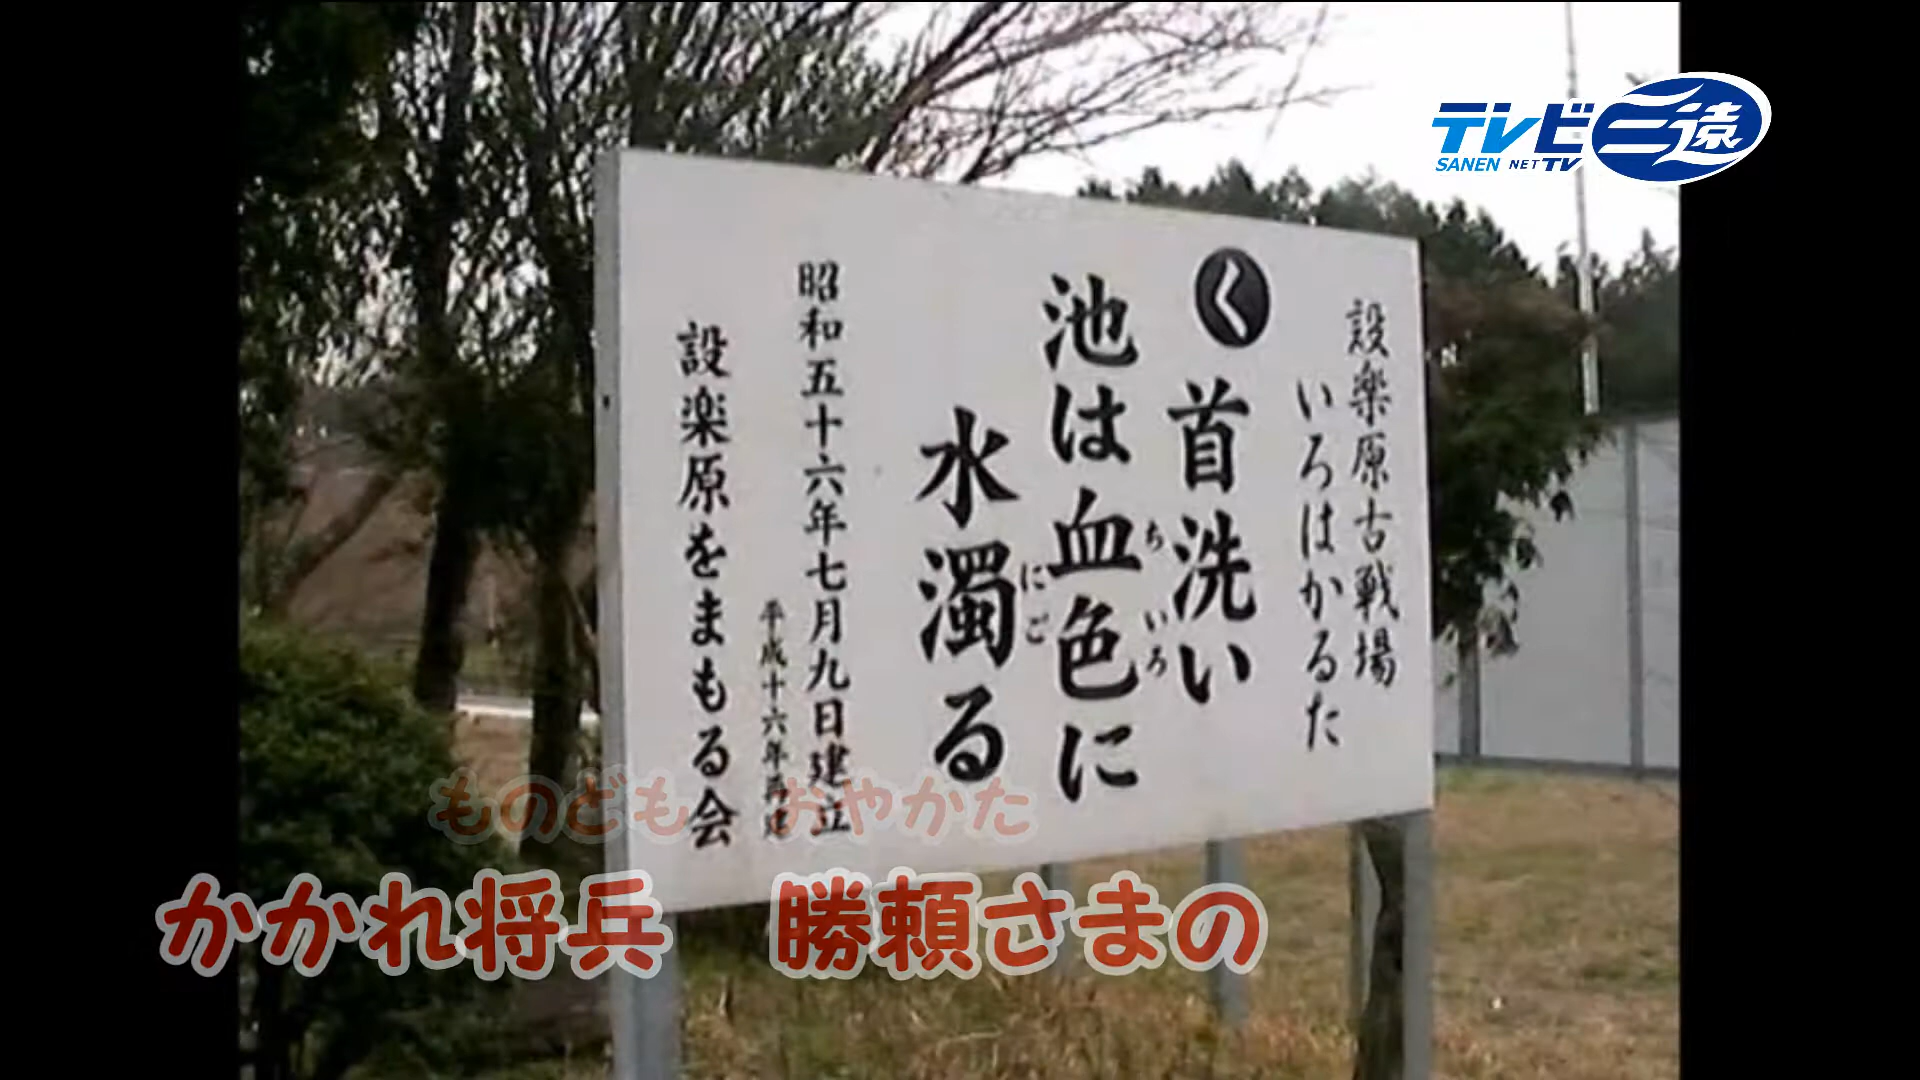 テレビ三遠
SANEN NET TV
設楽原古戦場
いろはかるた
く 首洗い
池は血色に
ちいろ
水濁る
にご
昭和五十六年七月九日建立
平成十六年再建
設楽原をまもる会
ものども おやかた
かかれ将兵 勝頼さまの